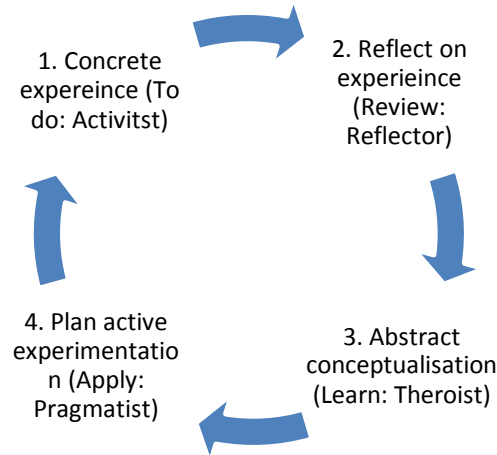 1. Concrete
expereince (To
do: Activitst)
2. Reflect on
experieince
(Review:
Reflector)
3. Abstract
conceptualisation
(Learn: Theroist)
4. Plan active
experimentatio
n (Apply:
Pragmatist)